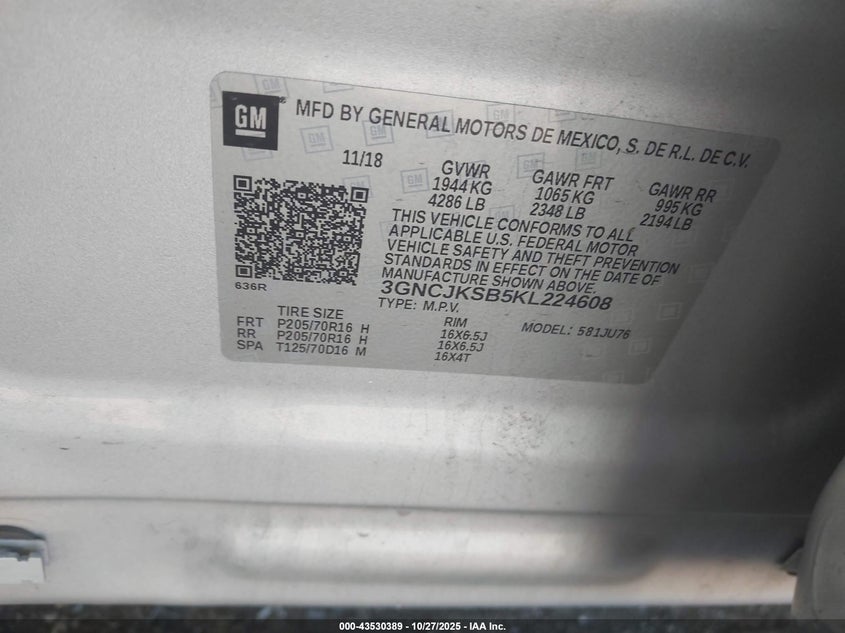 GM
MFD BY GENERAL MOTORS DE MEXICO, S. DE R.L. DE C.V.
11/18 GVWR GAWR FRT GAWR RR
1944 KG 1065 KG 995 KG
4286 LB 2348 LB 2194 LB
THIS VEHICLE CONFORMS TO ALL
APPLICABLE U.S. FEDERAL MOTOR
VEHICLE SAFETY AND THEFT PREVENTION
STANDARDS IN EFFECT ON THE DATE OF
MANUFACTURE SHOWN ABOVE.
3GNCJKSB5KL224608
636R
TYPE: M.P.V.
MODEL: 581JU76
TIRE SIZE RIM
FRT P205/70R16 H 16X6.5J
RR P205/70R16 H 16X6.5J
SPA T125/70D16 M 16X4T
000-43530389 - 10/27/2025 - IAA Inc.